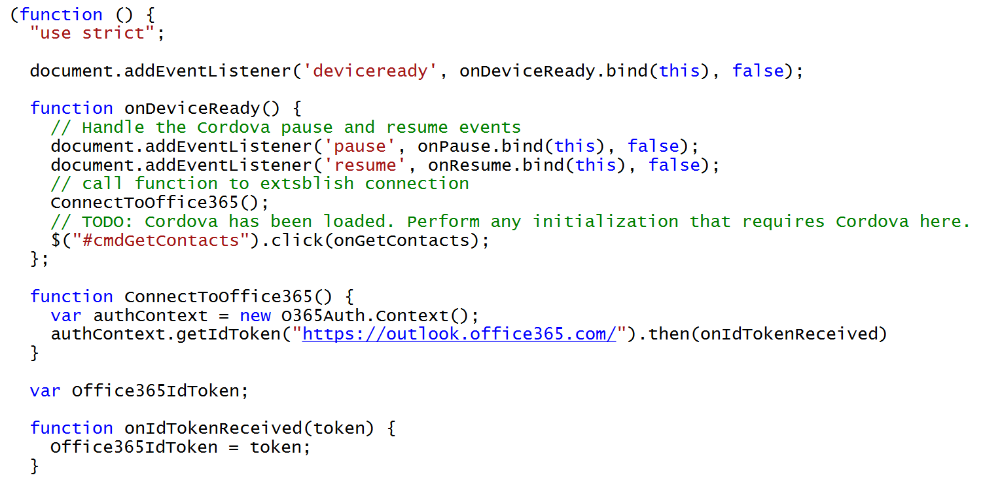 (function () {
"use strict";
document.addEventListener('deviceready', onDeviceReady.bind(this), false);
function onDeviceReady() {
// Handle the Cordova pause and resume events
document.addEventListener('pause', onPause.bind(this), false);
document.addEventListener('resume', onResume.bind(this), false);
// call function to extsblish connection
ConnectToOffice365();
// TODO: Cordova has been loaded. Perform any initialization that requires Cordova here.
$("#cmdGetContacts").click(onGetContacts);
};
function ConnectToOffice365() {
var authContext = new O365Auth.Context();
authContext.getIdToken("https://outlook.office365.com/").then(onIdTokenReceived)
}
var Office365IdToken;
function onIdTokenReceived(token) {
Office365IdToken = token;
}